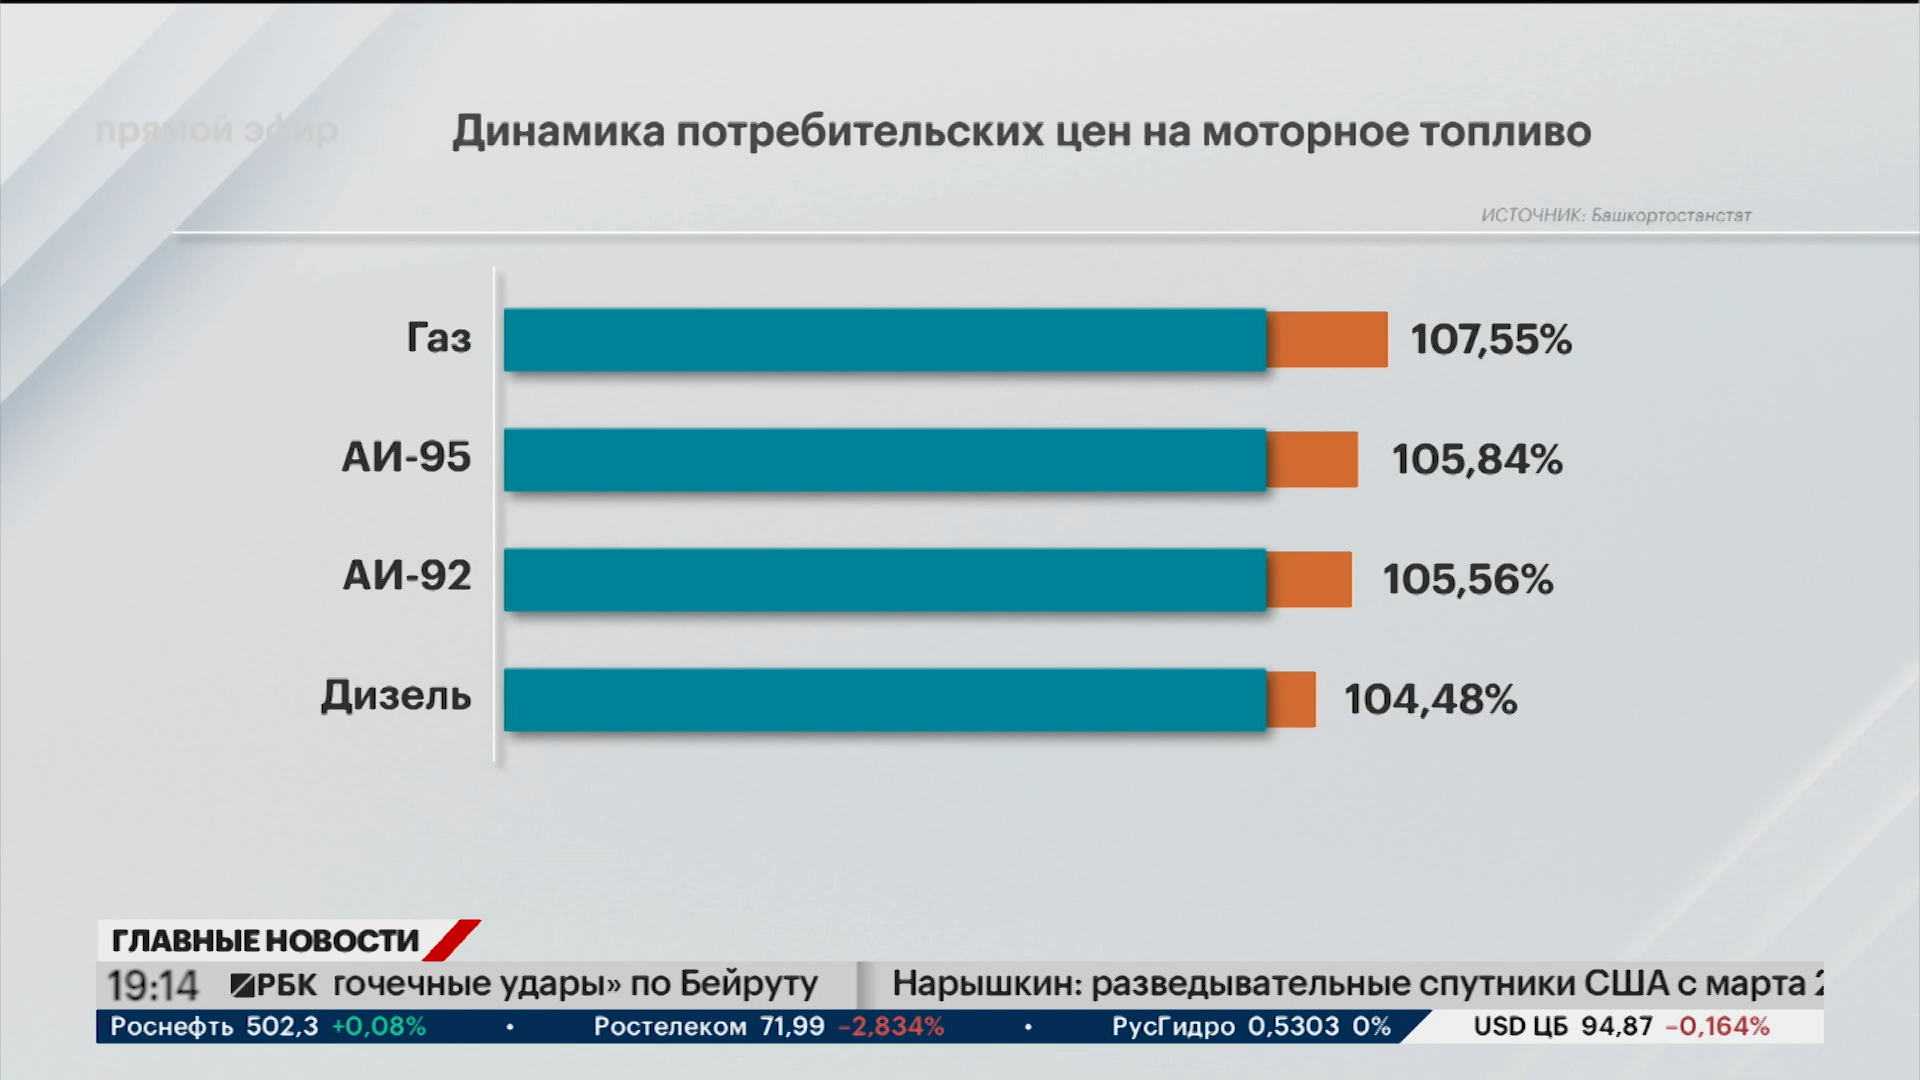 прямой эфир
Динамика потребительских цен на моторное топливо
ИСТОЧНИК: Башкортостанстат
Газ 107,55%
АИ-95 105,84%
АИ-92 105,56%
Дизель 104,48%
ГЛАВНЫЕ НОВОСТИ
19:14 РБК удары» по Бейруту Нарышкин: разведывательные спутники США с марта
Роснефть 502,3 +0,08% • Ростелеком 71,99 −2,834% • РусГидро 0,5303 0% USD ЦБ 94,87 −0,164%